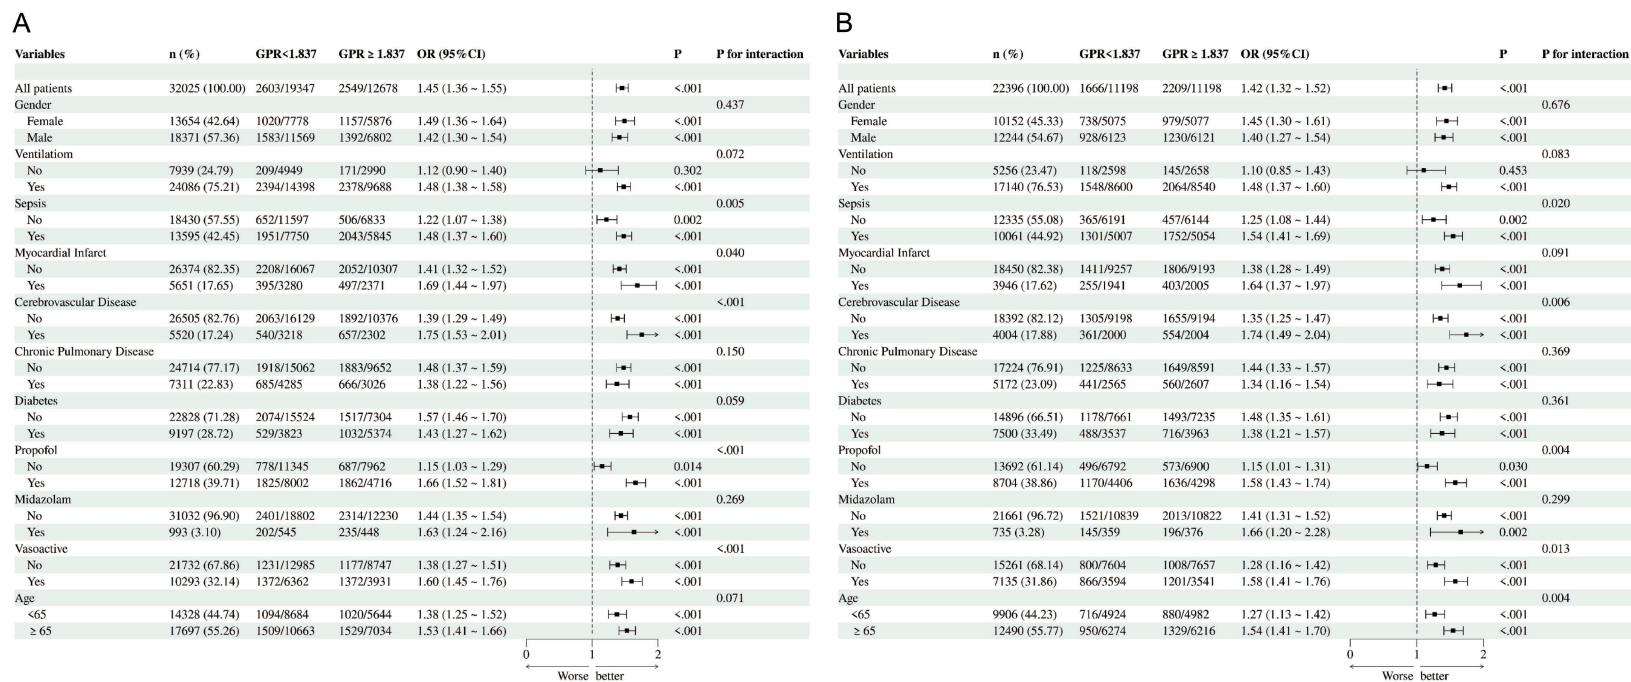 A
Variables n (%) GPR<1.837 GPR ≥ 1.837 OR (95%CI) P P for interaction
All patients 32025 (100.00) 2603/19347 2549/12678 1.45 (1.36 ~ 1.55) <.001
Gender 0.437
Female 13654 (42.64) 1020/7778 1157/5876 1.49 (1.36 ~ 1.64) <.001
Male 18371 (57.36) 1583/11569 1392/6802 1.42 (1.30 ~ 1.54) <.001
Ventilatiom 0.072
No 7939 (24.79) 209/4949 171/2990 1.12 (0.90 ~ 1.40) 0.302
Yes 24086 (75.21) 2394/14398 2378/9688 1.48 (1.38 ~ 1.58) <.001
Sepsis 0.005
No 18430 (57.55) 652/11597 506/6833 1.22 (1.07 ~ 1.38) 0.002
Yes 13595 (42.45) 1951/7750 2043/5845 1.48 (1.37 ~ 1.60) <.001
Myocardial Infarct 0.040
No 26374 (82.35) 2208/16067 2052/10307 1.41 (1.32 ~ 1.52) <.001
Yes 5651 (17.65) 395/3280 497/2371 1.69 (1.44 ~ 1.97) <.001
Cerebrovascular Disease <.001
No 26505 (82.76) 2063/16129 1892/10376 1.39 (1.29 ~ 1.49) <.001
Yes 5520 (17.24) 540/3218 657/2302 1.75 (1.53 ~ 2.01) <.001
Chronic Pulmonary Disease 0.150
No 24714 (77.17) 1918/15062 1883/9652 1.48 (1.37 ~ 1.59) <.001
Yes 7311 (22.83) 685/4285 666/3026 1.38 (1.22 ~ 1.56) <.001
Diabetes 0.059
No 22828 (71.28) 2074/15524 1517/7304 1.57 (1.46 ~ 1.70) <.001
Yes 9197 (28.72) 529/3823 1032/5374 1.43 (1.27 ~ 1.62) <.001
Propofol <.001
No 19307 (60.29) 778/11345 687/7962 1.15 (1.03 ~ 1.29) 0.014
Yes 12718 (39.71) 1825/8002 1862/4716 1.66 (1.52 ~ 1.81) <.001
Midazolam 0.269
No 31032 (96.90) 2401/18802 2314/12230 1.44 (1.35 ~ 1.54) <.001
Yes 993 (3.10) 202/545 235/448 1.63 (1.24 ~ 2.16) <.001
Vasoactive <.001
No 21732 (67.86) 1231/12985 1177/8747 1.38 (1.27 ~ 1.51) <.001
Yes 10293 (32.14) 1372/6362 1372/3931 1.60 (1.45 ~ 1.76) <.001
Age 0.071
<65 14328 (44.74) 1094/8684 1020/5644 1.38 (1.25 ~ 1.52) <.001
≥ 65 17697 (55.26) 1509/10663 1529/7034 1.53 (1.41 ~ 1.66) <.001
0 1 2
Worse better
B
Variables n (%) GPR<1.837 GPR ≥ 1.837 OR (95%CI) P P for interaction
All patients 22396 (100.00) 1666/11198 2209/11198 1.42 (1.32 ~ 1.52) <.001
Gender 0.676
Female 10152 (45.33) 738/5075 979/5077 1.45 (1.30 ~ 1.61) <.001
Male 12244 (54.67) 928/6123 1230/6121 1.40 (1.27 ~ 1.54) <.001
Ventilation 0.083
No 5256 (23.47) 118/2598 145/2658 1.10 (0.85 ~ 1.43) 0.453
Yes 17140 (76.53) 1548/8600 2064/8540 1.48 (1.37 ~ 1.60) <.001
Sepsis 0.020
No 12335 (55.08) 365/6191 457/6144 1.25 (1.08 ~ 1.44) 0.002
Yes 10061 (44.92) 1301/5007 1752/5054 1.54 (1.41 ~ 1.69) <.001
Myocardial Infarct 0.091
No 18450 (82.38) 1411/9257 1806/9193 1.38 (1.28 ~ 1.49) <.001
Yes 3946 (17.62) 255/1941 403/2005 1.64 (1.37 ~ 1.97) <.001
Cerebrovascular Disease 0.006
No 18392 (82.12) 1305/9198 1655/9194 1.35 (1.25 ~ 1.47) <.001
Yes 4004 (17.88) 361/2000 554/2004 1.74 (1.49 ~ 2.04) <.001
Chronic Pulmonary Disease 0.369
No 17224 (76.91) 1225/8633 1649/8591 1.44 (1.33 ~ 1.57) <.001
Yes 5172 (23.09) 441/2565 560/2607 1.34 (1.16 ~ 1.54) <.001
Diabetes 0.361
No 14896 (66.51) 1178/7661 1493/7235 1.48 (1.35 ~ 1.61) <.001
Yes 7500 (33.49) 488/3537 716/3963 1.38 (1.21 ~ 1.57) <.001
Propofol 0.004
No 13692 (61.14) 496/6792 573/6900 1.15 (1.01 ~ 1.31) 0.030
Yes 8704 (38.86) 1170/4406 1636/4298 1.58 (1.43 ~ 1.74) <.001
Midazolam 0.299
No 21661 (96.72) 1521/10839 2013/10822 1.41 (1.31 ~ 1.52) <.001
Yes 735 (3.28) 145/359 196/376 1.66 (1.20 ~ 2.28) 0.002
Vasoactive 0.013
No 15261 (68.14) 800/7604 1008/7657 1.28 (1.16 ~ 1.42) <.001
Yes 7135 (31.86) 866/3594 1201/3541 1.58 (1.41 ~ 1.76) <.001
Age 0.004
<65 9906 (44.23) 716/4924 880/4982 1.27 (1.13 ~ 1.42) <.001
≥ 65 12490 (55.77) 950/6274 1329/6216 1.54 (1.41 ~ 1.70) <.001
0 1 2
Worse better